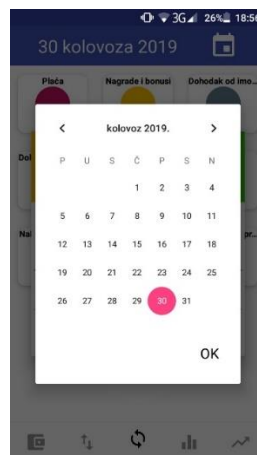 3G 26% 18:56
30 kolovoza 2019
Plaća Nagrade i bonusi Dohodak od imo...
kolovoz 2019.
P U S Č P S N
1 2 3 4
5 6 7 8 9 10 11
12 13 14 15 16 17 18
19 20 21 22 23 24 25
26 27 28 29 30 31
OK